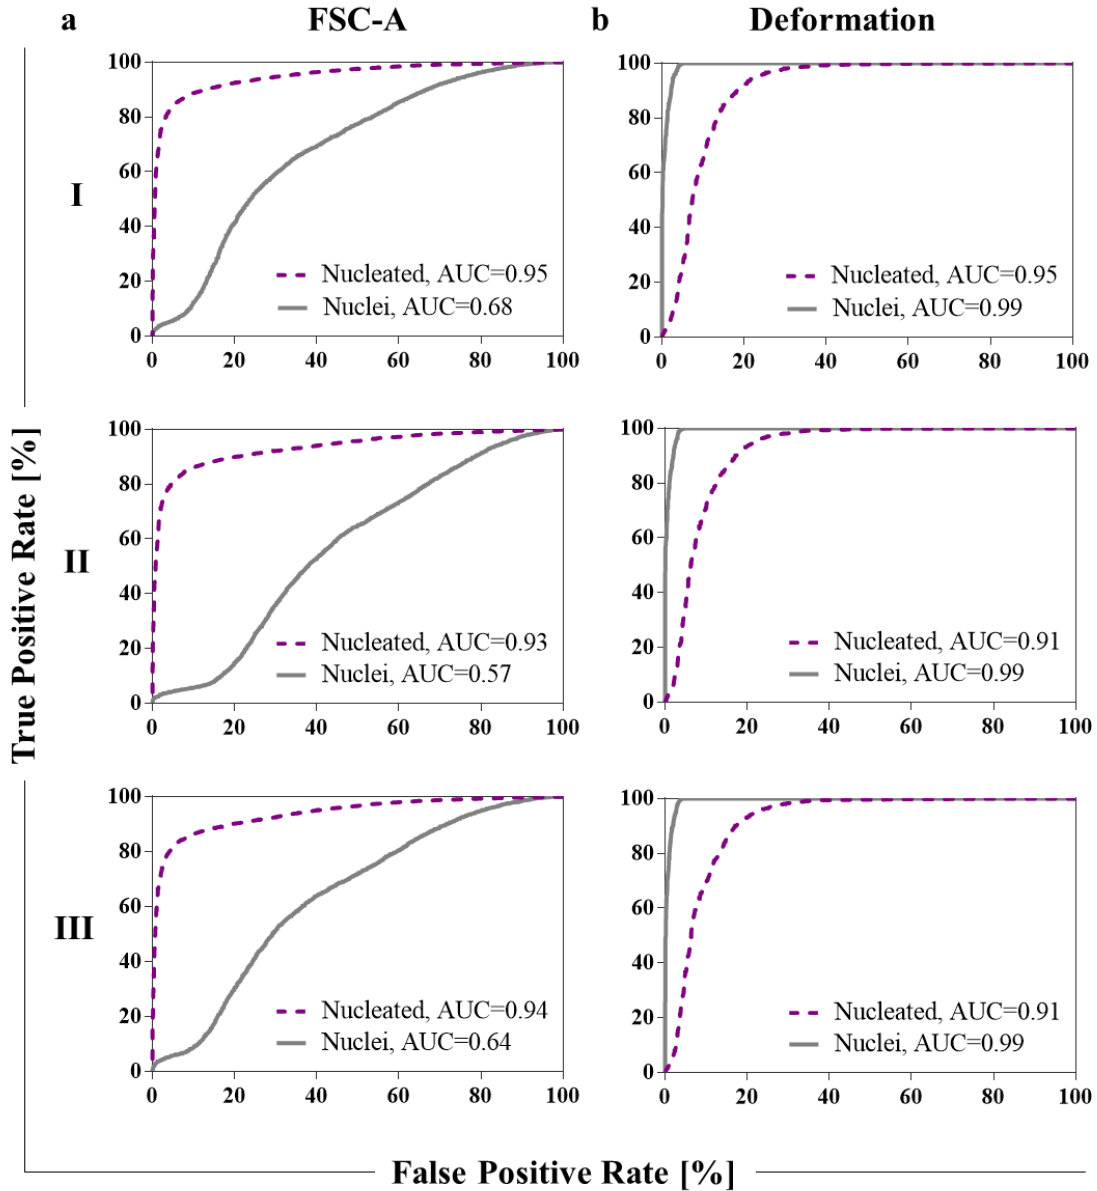 a FSC-A b Deformation
I
100
80
60
40
20
0
0 20 40 60 80 100
Nucleated, AUC=0.95
Nuclei, AUC=0.68
100
80
60
40
20
0
0 20 40 60 80 100
Nucleated, AUC=0.95
Nuclei, AUC=0.99
True Positive Rate [%]
II
100
80
60
40
20
0
0 20 40 60 80 100
Nucleated, AUC=0.93
Nuclei, AUC=0.57
100
80
60
40
20
0
0 20 40 60 80 100
Nucleated, AUC=0.91
Nuclei, AUC=0.99
III
100
80
60
40
20
0
0 20 40 60 80 100
Nucleated, AUC=0.94
Nuclei, AUC=0.64
100
80
60
40
20
0
0 20 40 60 80 100
Nucleated, AUC=0.91
Nuclei, AUC=0.99
False Positive Rate [%]